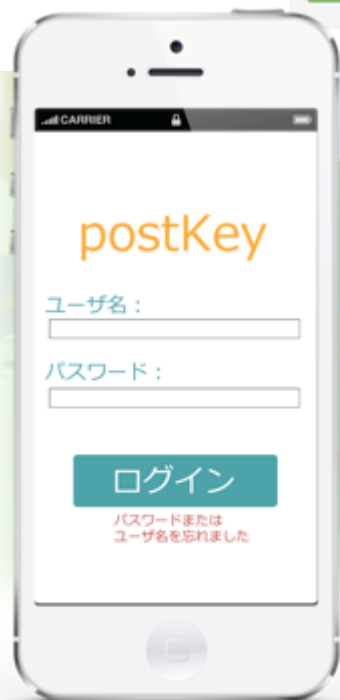 CARRIER
postKey
ユーザ名：
パスワード：
ログイン
パスワードまたは
ユーザ名を忘れました